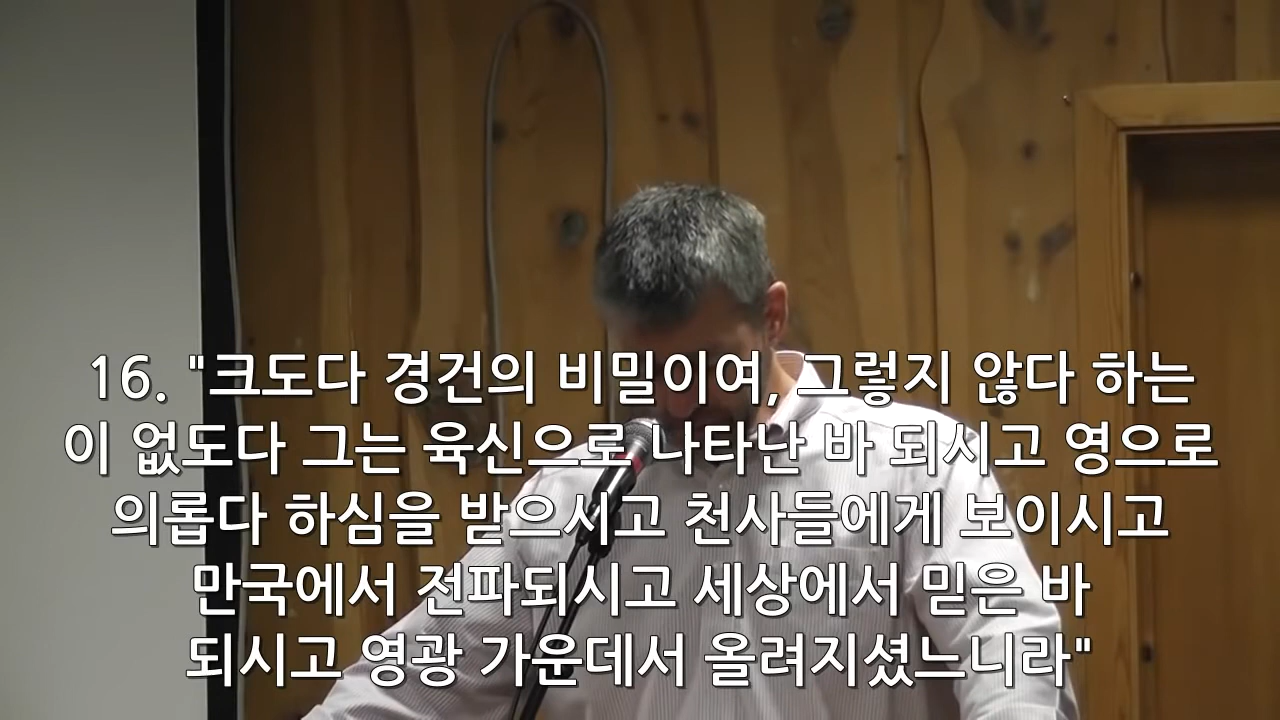 16. "크도다 경건의 비밀이여, 그렇지 않다 하는
이 없도다 그는 육신으로 나타난 바 되시고 영으로
의롭다 하심을 받으시고 천사들에게 보이시고
만국에서 전파되시고 세상에서 믿은 바
되시고 영광 가운데서 올려지셨느니라"